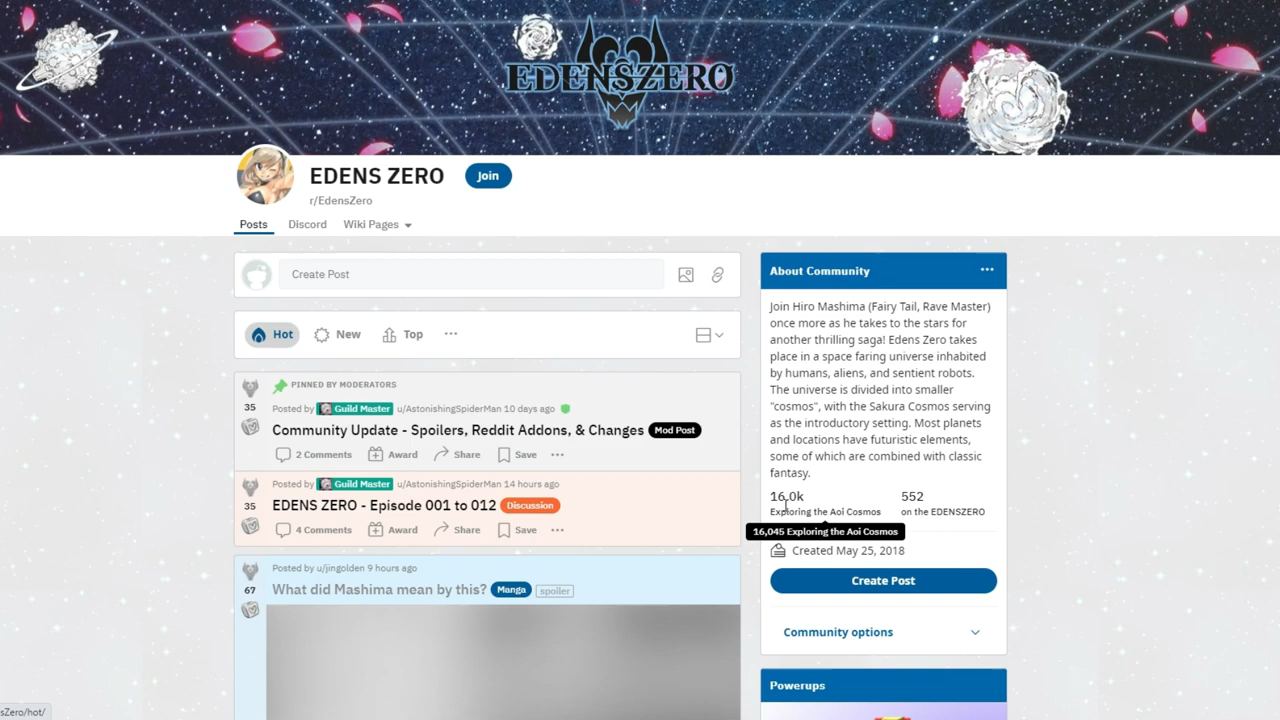 EDENSZERO
EDENS ZERO
Join
r/EdensZero
Posts
Discord
Wiki Pages
Create Post
Hot
New
Top
PINNED BY MODERATORS
35
Posted by Guild Master u/AstonishingSpiderMan 10 days ago
Community Update - Spoilers, Reddit Addons, & Changes Mod Post
2 Comments
Award
Share
Save
35
Posted by Guild Master u/AstonishingSpiderMan 14 hours ago
EDENS ZERO - Episode 001 to 012 Discussion
4 Comments
Award
Share
Save
67
Posted by u/jingolden 9 hours ago
What did Mashima mean by this? Manga spoiler
About Community
Join Hiro Mashima (Fairy Tail, Rave Master)
once more as he takes to the stars for
another thrilling saga! Edens Zero takes
place in a space faring universe inhabited
by humans, aliens, and sentient robots.
The universe is divided into smaller
"cosmos", with the Sakura Cosmos serving
as the introductory setting. Most planets
and locations have futuristic elements,
some of which are combined with classic
fantasy.
16.0k
Exploring the Aoi Cosmos
552
on the EDENSZERO
16,045 Exploring the Aoi Cosmos
Created May 25, 2018
Create Post
Community options
Powerups
sZero/hot/